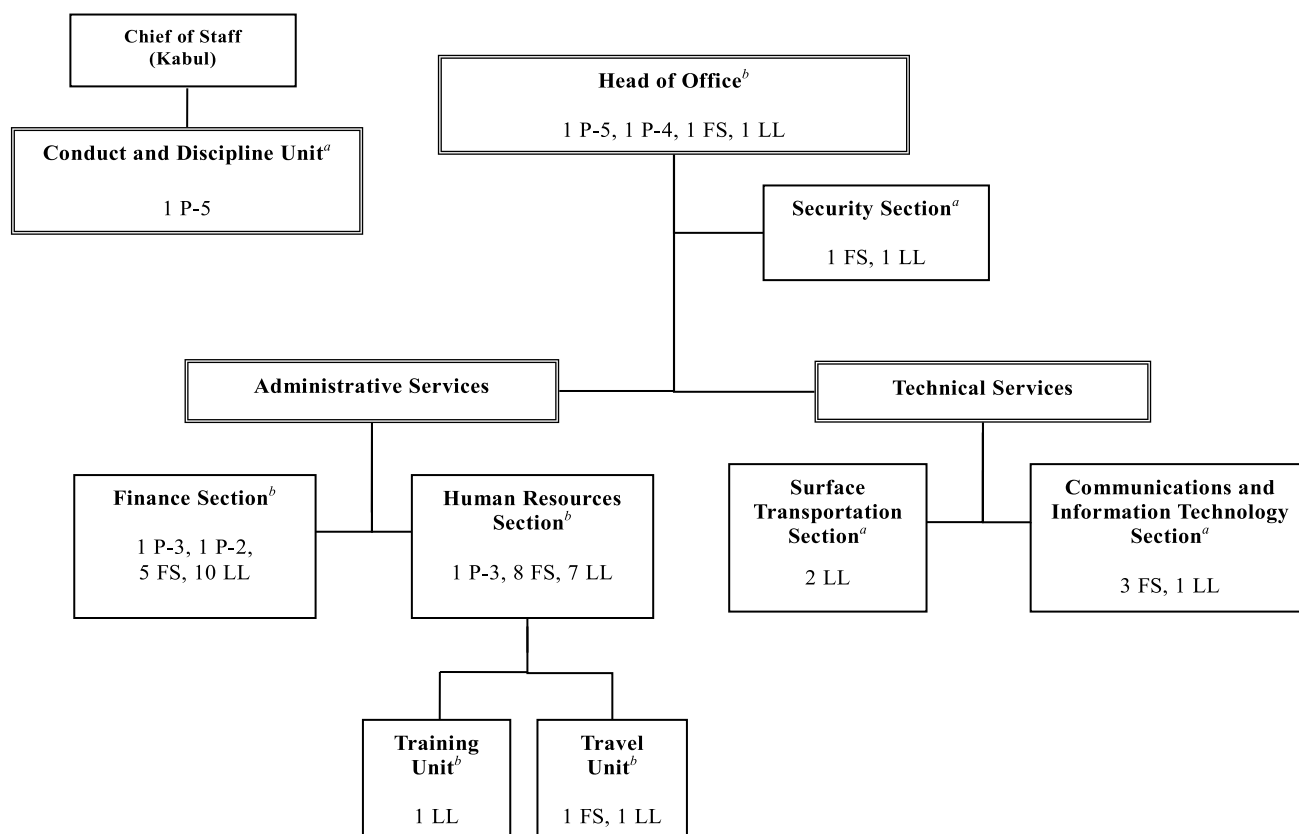 Chief of Staff
(Kabul)
Conduct and Discipline Unit^a
1 P-5
Head of Office^b
1 P-5, 1 P-4, 1 FS, 1 LL
Security Section^a
1 FS, 1 LL
Administrative Services
Technical Services
Finance Section^b
1 P-3, 1 P-2,
5 FS, 10 LL
Human Resources
Section^b
1 P-3, 8 FS, 7 LL
Surface
Transportation
Section^a
2 LL
Communications and
Information Technology
Section^a
3 FS, 1 LL
Training
Unit^b
1 LL
Travel
Unit^b
1 FS, 1 LL